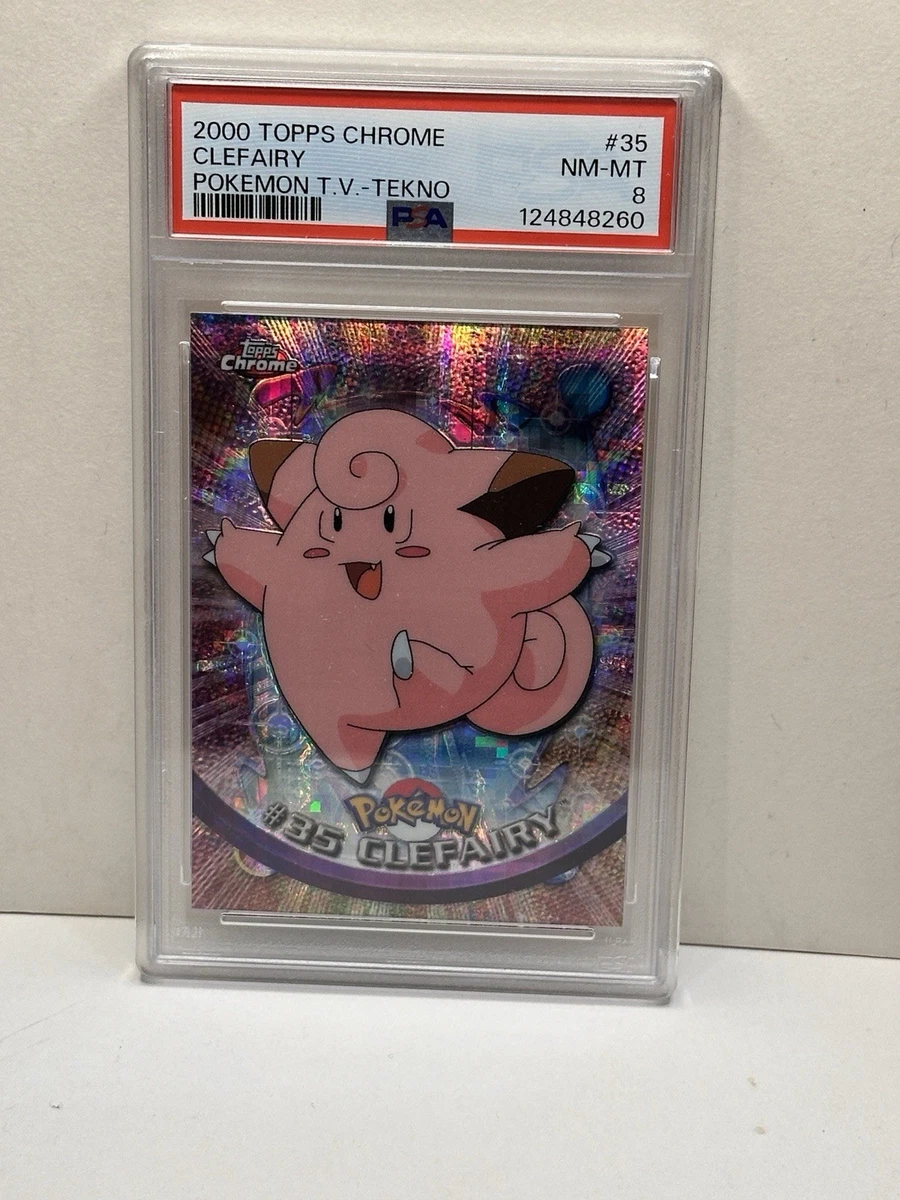 2000 TOPPS CHROME #35
CLEFAIRY NM-MT
POKEMON T.V.-TEKNO 8
PSA 124848260
Topps
Chrome
POKéMON
#35 CLEFAIRY